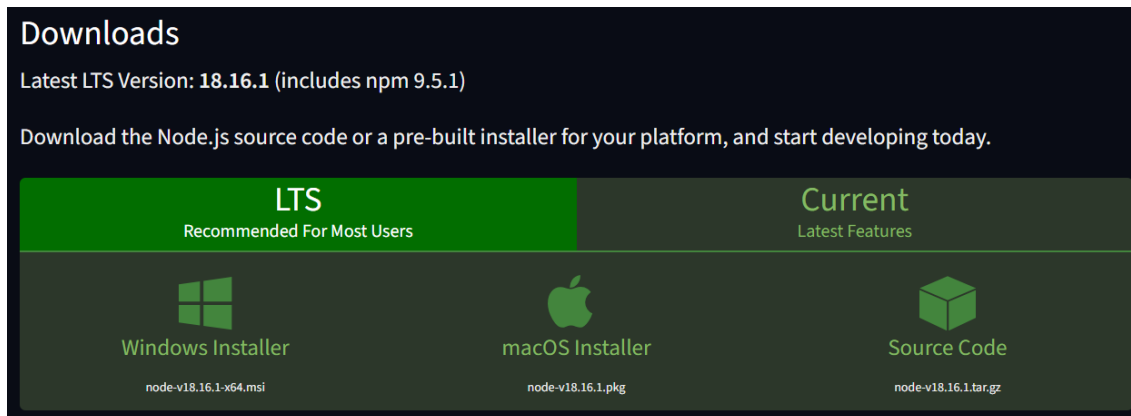 Downloads
Latest LTS Version: 18.16.1 (includes npm 9.5.1)
Download the Node.js source code or a pre-built installer for your platform, and start developing today.
LTS
Recommended For Most Users
Current
Latest Features
Windows Installer
node-v18.16.1-x64.msi
macOS Installer
node-v18.16.1.pkg
Source Code
node-v18.16.1.tar.gz